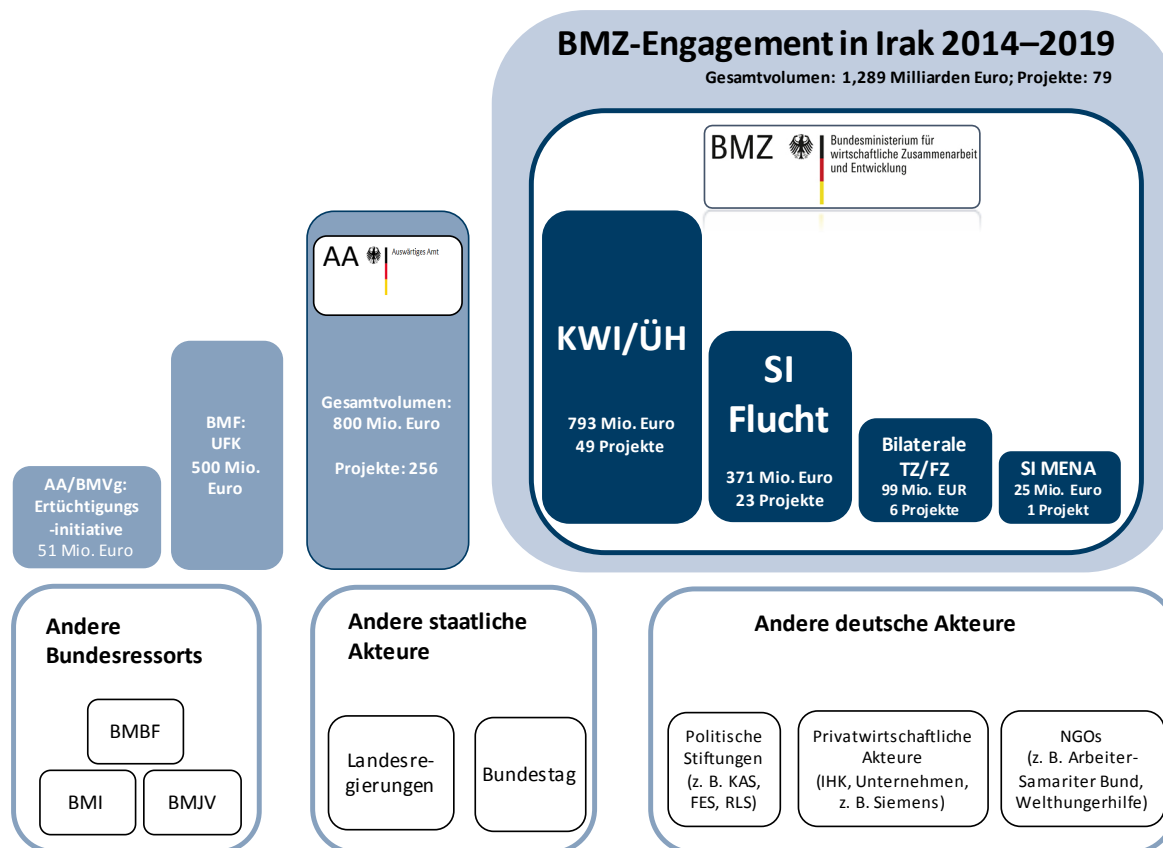 BMZ-Engagement in Irak 2014–2019
Gesamtvolumen: 1,289 Milliarden Euro; Projekte: 79
BMZ
Bundesministerium für
wirtschaftliche Zusammenarbeit
und Entwicklung
AA
Auswärtiges Amt
Gesamtvolumen:
800 Mio. Euro
Projekte: 256
BMF:
UFK
500 Mio.
Euro
AA/BMVg:
Ertüchtigungs
-initiative
51 Mio. Euro
KWI/ÜH
793 Mio. Euro
49 Projekte
SI
Flucht
371 Mio. Euro
23 Projekte
Bilaterale
TZ/FZ
99 Mio. EUR
6 Projekte
SI MENA
25 Mio. Euro
1 Projekt
Andere
Bundesressorts
BMBF
BMI
BMJV
Andere staatliche
Akteure
Landesre-
gierungen
Bundestag
Andere deutsche Akteure
Politische
Stiftungen
(z. B. KAS,
FES, RLS)
Privatwirtschaftliche
Akteure
(IHK, Unternehmen,
z. B. Siemens)
NGOs
(z. B. Arbeiter-
Samariter Bund,
Welthungerhilfe)